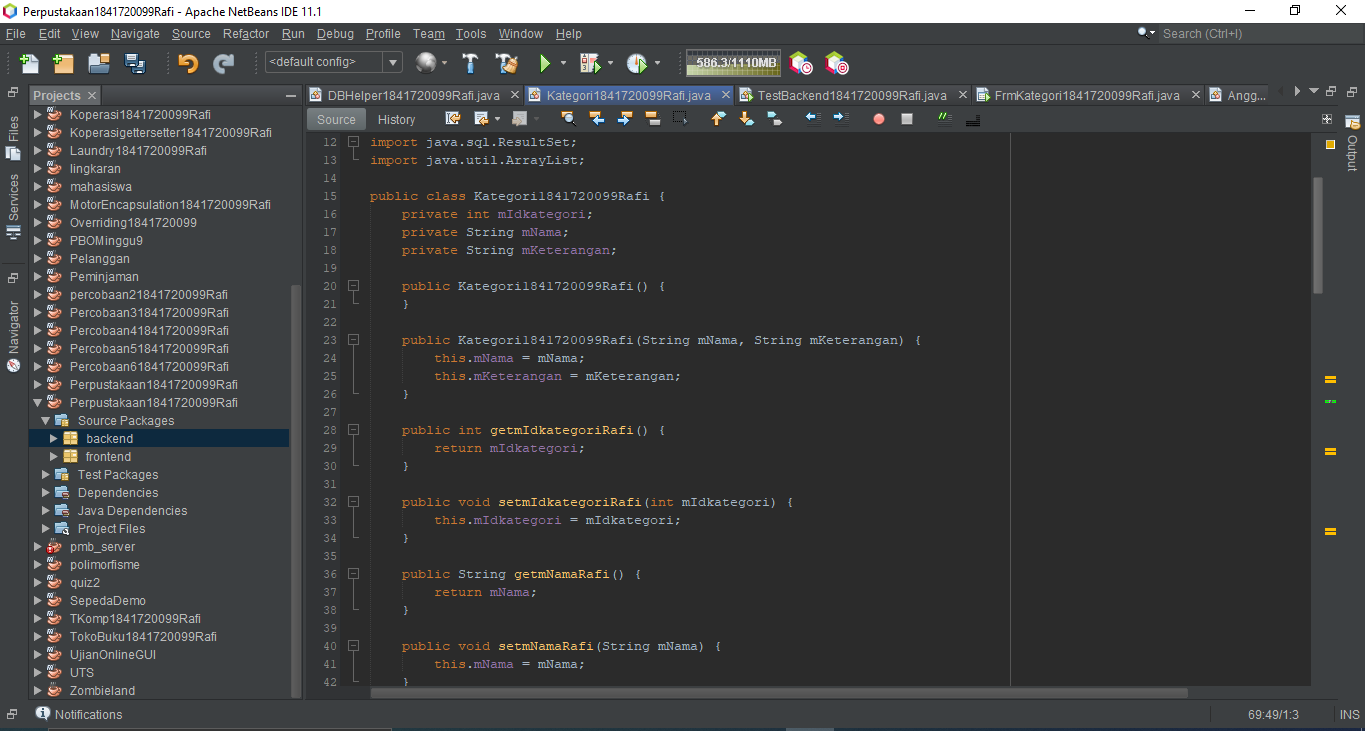 Perpustakaan1841720099Rafi - Apache NetBeans IDE 11.1
File Edit View Navigate Source Refactor Run Debug Profile Team Tools Window Help
Search (Ctrl+I)
<default config>
586.3/1110MB
Files
Services
Navigator
Projects
Koperasi1841720099Rafi
Koperasigettersetter1841720099Rafi
Laundry1841720099Rafi
lingkaran
mahasiswa
MotorEncapsulation1841720099Rafi
Overriding1841720099
PBOMinggu9
Pelanggan
Peminjaman
percobaan21841720099Rafi
Percobaan31841720099Rafi
Percobaan41841720099Rafi
Percobaan51841720099Rafi
Percobaan61841720099Rafi
Perpustakaan1841720099Rafi
Perpustakaan1841720099Rafi
Source Packages
backend
frontend
Test Packages
Dependencies
Java Dependencies
Project Files
pmb_server
polimorfisme
quiz2
SepedaDemo
TKomp1841720099Rafi
TokoBuku1841720099Rafi
UjianOnlineGUI
UTS
Zombieland
DBHelper1841720099Rafi.java
Kategori1841720099Rafi.java
TestBackend1841720099Rafi.java
FrmKategori1841720099Rafi.java
Angg...
Source History
12 import java.sql.ResultSet;
13 import java.util.ArrayList;
14
15 public class Kategori1841720099Rafi {
16 private int mIdkategori;
17 private String mNama;
18 private String mKeterangan;
19
20 public Kategori1841720099Rafi() {
21 }
22
23 public Kategori1841720099Rafi(String mNama, String mKeterangan) {
24 this.mNama = mNama;
25 this.mKeterangan = mKeterangan;
26 }
27
28 public int getmIdkategoriRafi() {
29 return mIdkategori;
30 }
31
32 public void setmIdkategoriRafi(int mIdkategori) {
33 this.mIdkategori = mIdkategori;
34 }
35
36 public String getmNamaRafi() {
37 return mNama;
38 }
39
40 public void setmNamaRafi(String mNama) {
41 this.mNama = mNama;
42 }
Output
Notifications
69:49/1:3
INS